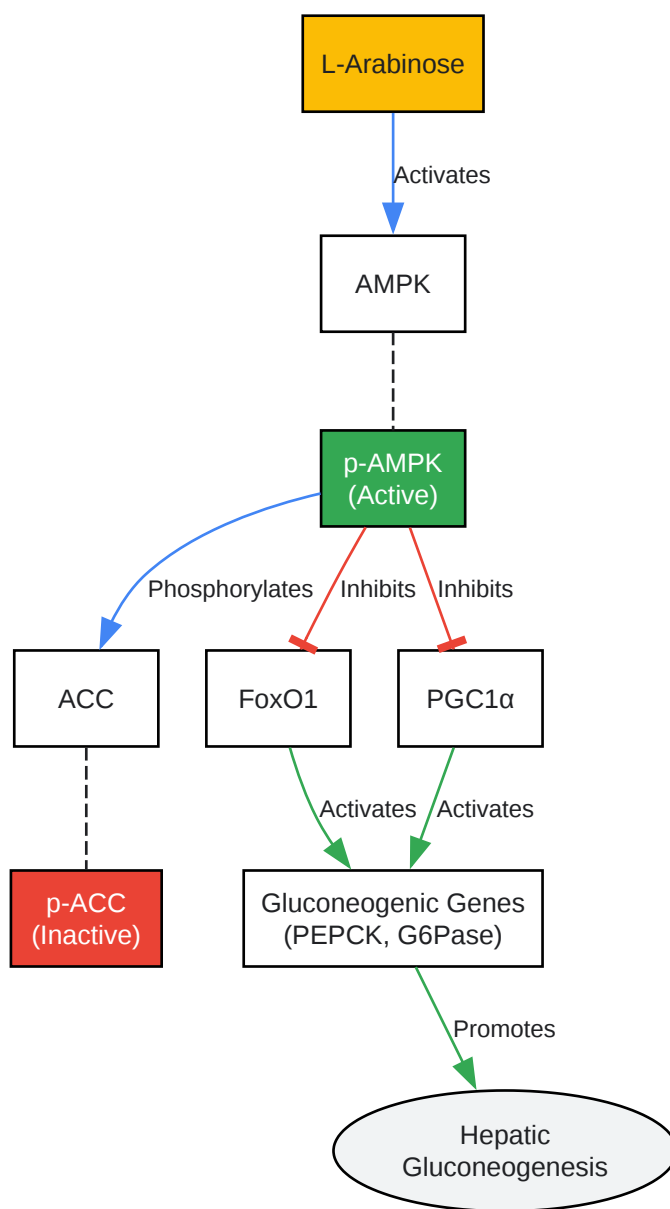 L-Arabinose
Activates
AMPK
p-AMPK
(Active)
Phosphorylates
Inhibits
Inhibits
ACC
FoxO1
PGC1α
Activates
Activates
p-ACC
(Inactive)
Gluconeogenic Genes
(PEPCK, G6Pase)
Promotes
Hepatic
Gluconeogenesis